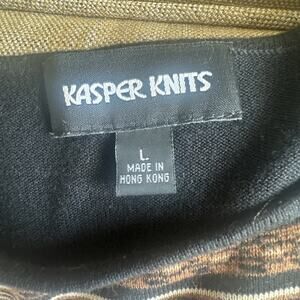 KASPER KNITS
L
MADE IN
HONG KONG